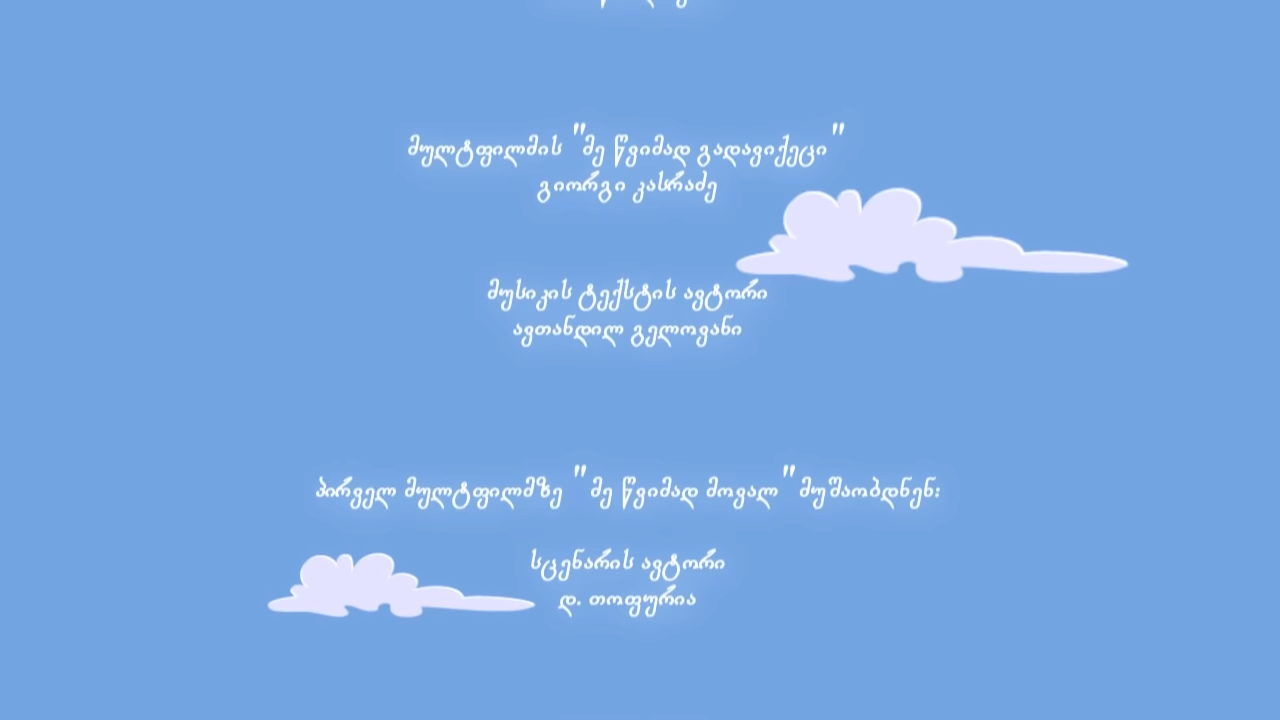 მულტფილმის "მე წვიმად გადავიქეცი"
გიორგი კასრაძე
მუსიკის ტექსტის ავტორი
ავთანდილ გელოვანი
პირველ მულტფილმზე "მე წვიმად მოვალ" მუშაობდნენ:
სცენარის ავტორი
დ. თოფურია